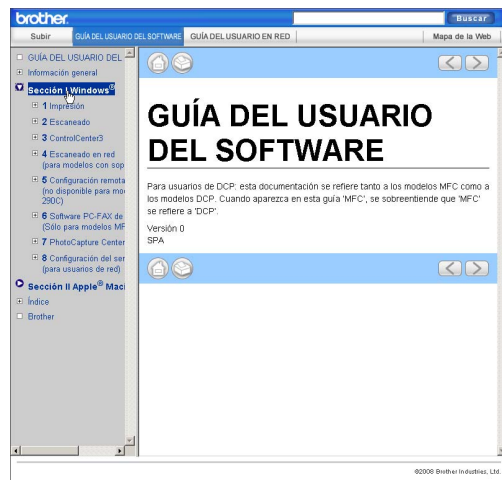 brother.
Buscar
Subir
GUÍA DEL USUARIO DEL SOFTWARE
GUÍA DEL USUARIO EN RED
Mapa de la Web
GUÍA DEL USUARIO DEL
Información general
Sección I Windows®
1 Impresión
2 Escaneado
3 ControlCenter3
4 Escaneado en red
(para modelos con sop
5 Configuración remota
(no disponible para mo
290C)
6 Software PC-FAX de
(Sólo para modelos MF
7 PhotoCapture Center
8 Configuración del ser
(para usuarios de red)
Sección II Apple® Maci
Índice
Brother
GUÍA DEL USUARIO
DEL SOFTWARE
Para usuarios de DCP: esta documentación se refiere tanto a los modelos MFC como a
los modelos DCP. Cuando aparezca en esta guía 'MFC', se sobreentiende que 'MFC'
se refiere a 'DCP'.
Versión 0
SPA
©2008 Brother Industries, Ltd.